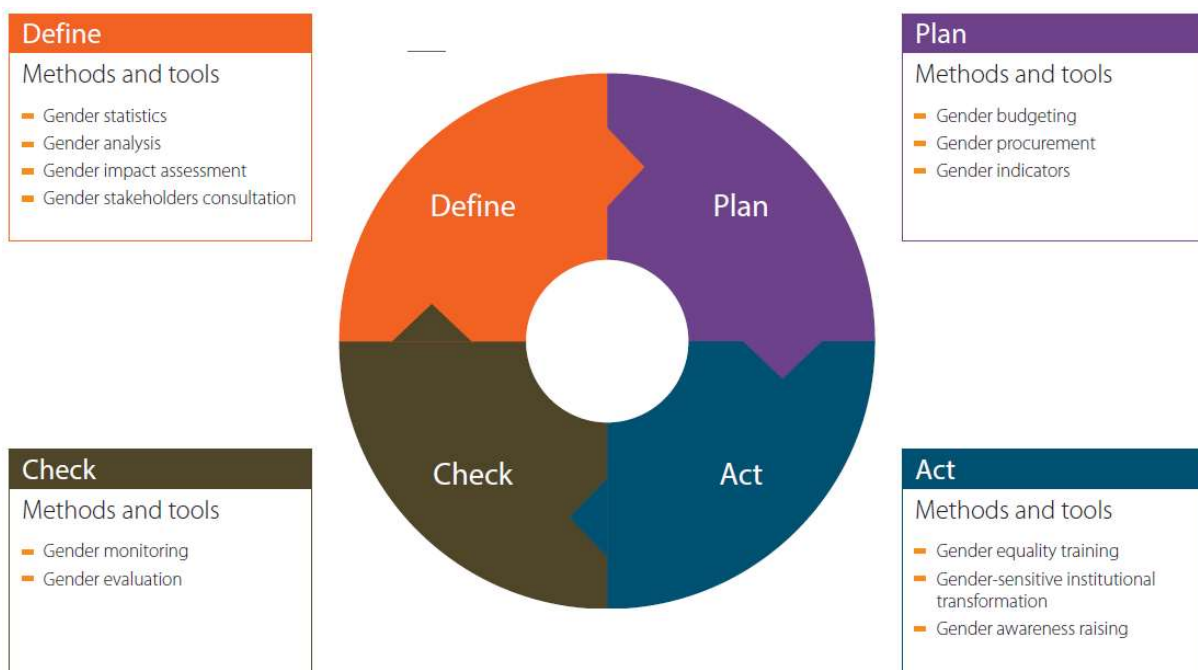 Define
Methods and tools
Gender statistics
Gender analysis
Gender impact assessment
Gender stakeholders consultation
Plan
Methods and tools
Gender budgeting
Gender procurement
Gender indicators
Define
Plan
Check
Act
Check
Methods and tools
Gender monitoring
Gender evaluation
Act
Methods and tools
Gender equality training
Gender-sensitive institutional
transformation
Gender awareness raising